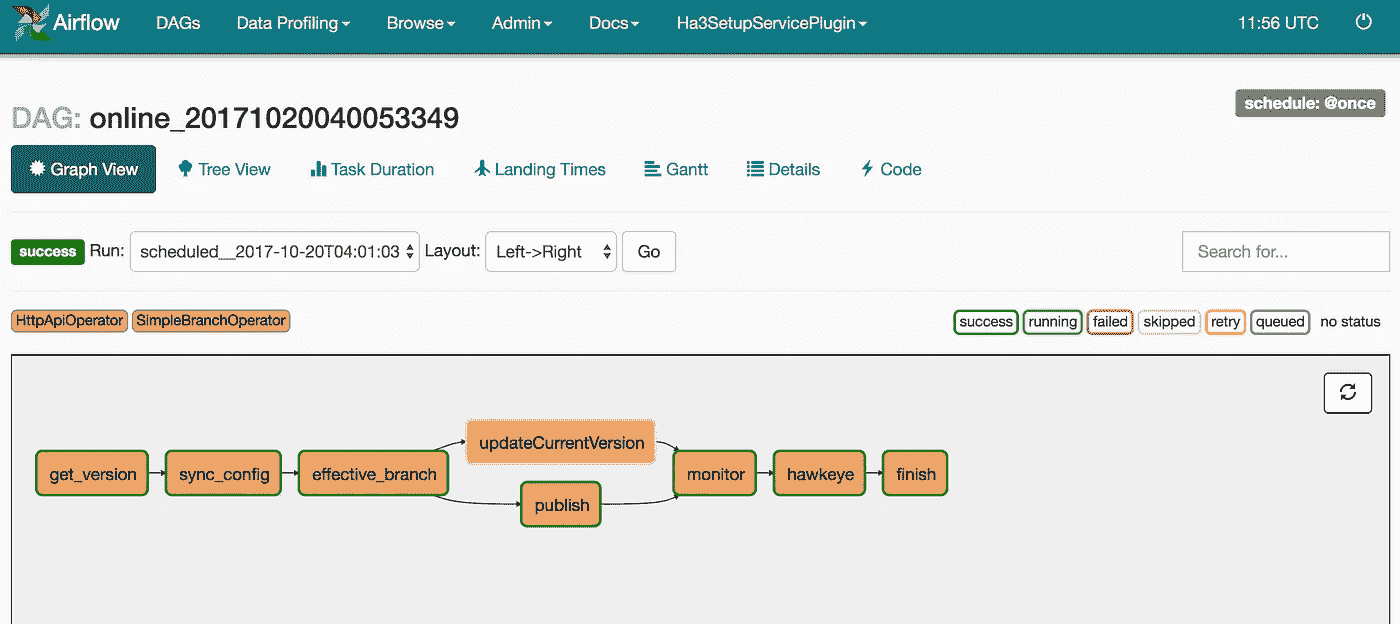 Airflow DAGs Data Profiling Browse Admin Docs Ha3SetupServicePlugin 11:56 UTC
schedule: @once
DAG: online_20171020040053349
Graph View Tree View Task Duration Landing Times Gantt Details Code
success Run: scheduled__2017-10-20T04:01:03 Layout: Left->Right Go Search for...
HttpApiOperator SimpleBranchOperator success running failed skipped retry queued no status
updateCurrentVersion
get_version sync_config effective_branch monitor hawkeye finish
publish